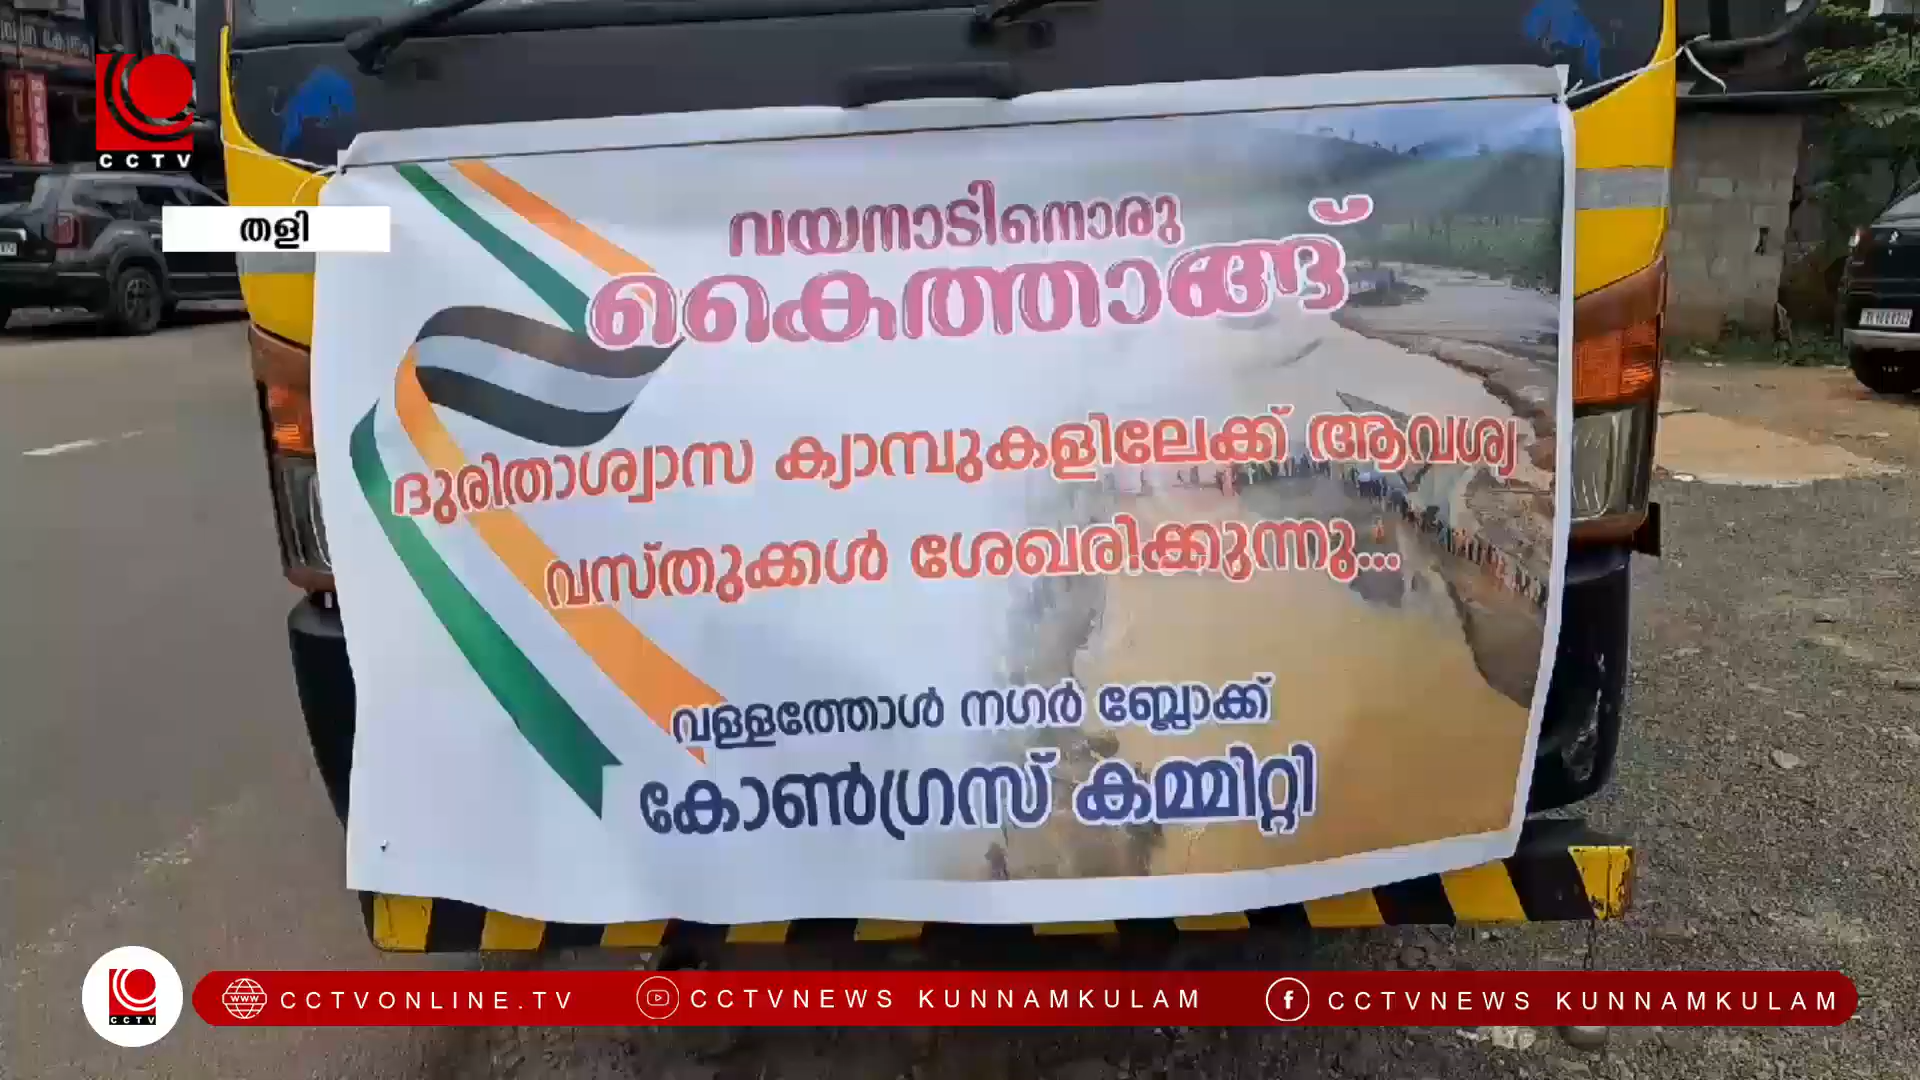 CCTV
തളി
വയനാടിനൊരു
കൈത്താങ്ങ്
ദുരിതാശ്വാസ ക്യാമ്പുകളിലേക്ക് ആവശ്യ
വസ്തുക്കൾ ശേഖരിക്കുന്നു...
വള്ളത്തോൾ നഗർ ബ്ലോക്ക്
കോൺഗ്രസ് കമ്മിറ്റി
CCTV
WWW CCTVONLINE.TV
CCTVNEWS KUNNAMKULAM
CCTVNEWS KUNNAMKULAM